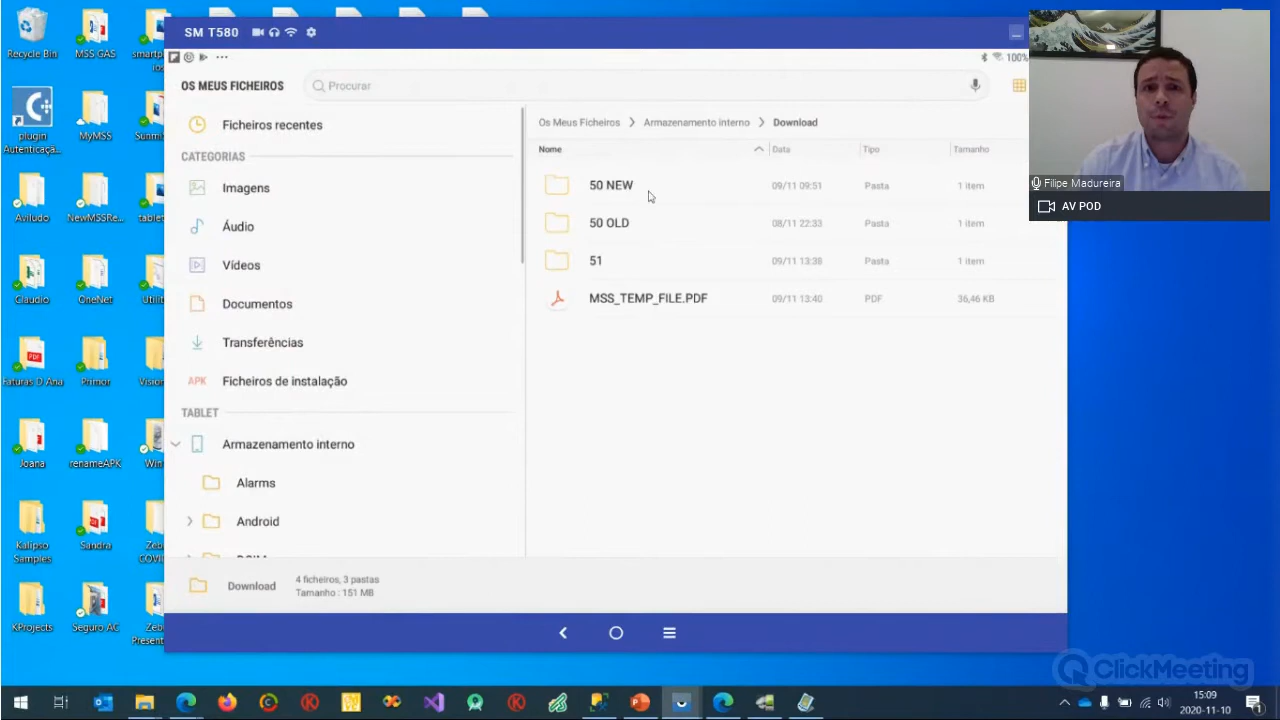 SM T580
100%
OS MEUS FICHEIROS
Procurar
Ficheiros recentes
CATEGORIAS
Imagens
Áudio
Vídeos
Documentos
Transferências
APK Ficheiros de instalação
TABLET
Armazenamento interno
Alarms
Android
Os Meus Ficheiros > Armazenamento interno > Download
Nome Data Tipo Tamanho
50 NEW 09/11 09:51 Pasta 1 item
50 OLD 08/11 22:33 Pasta 1 item
51 09/11 13:38 Pasta 1 item
MSS_TEMP_FILE.PDF 09/11 13:40 PDF 36,46 KB
Download
4 ficheiros, 3 pastas
Tamanho : 151 MB
Filipe Madureira
AV POD
Recycle Bin
MSS GAS
plugin
Autenticaçã...
MyMSS
Aviludo
NewMSSRe...
Claudio
OneNet
Faturas D Ana
Primor
Joana
renameAPK
Kalipso
Samples
Sandra
KProjects
Seguro AC
ClickMeeting
15:09
2020-11-10